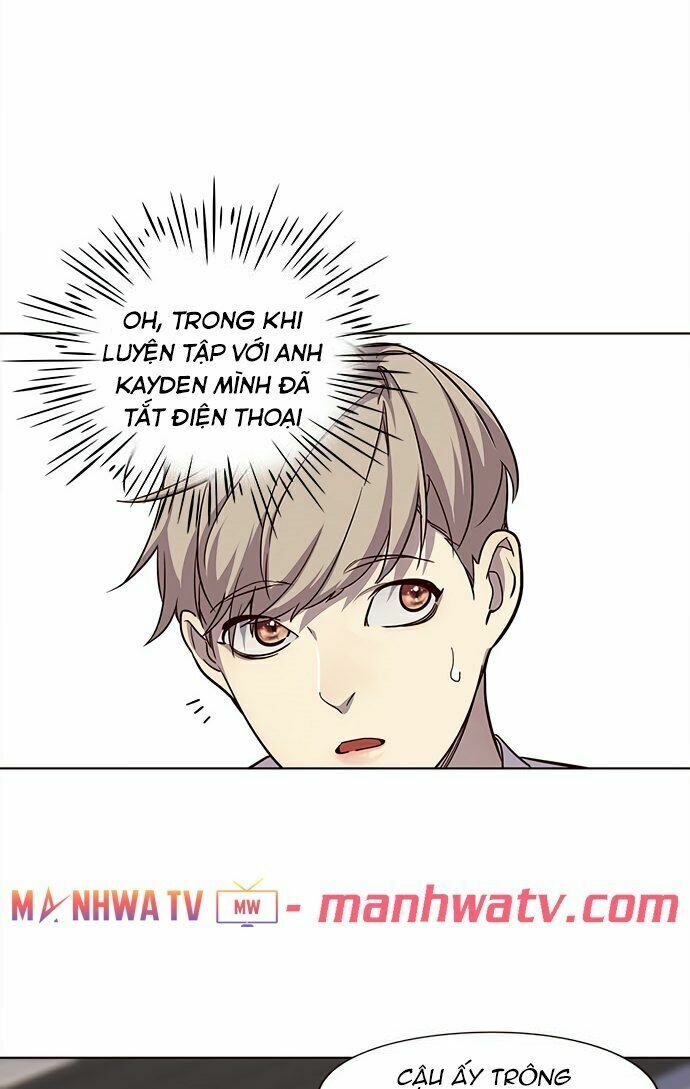 OH, TRONG KHI
LUYỆN TẬP VỚI ANH
KAYDEN MÌNH ĐÃ
TẮT ĐIỆN THOẠI
MANHWA TV MW - manhwatv.com
CẬU ẤY TRÔNG